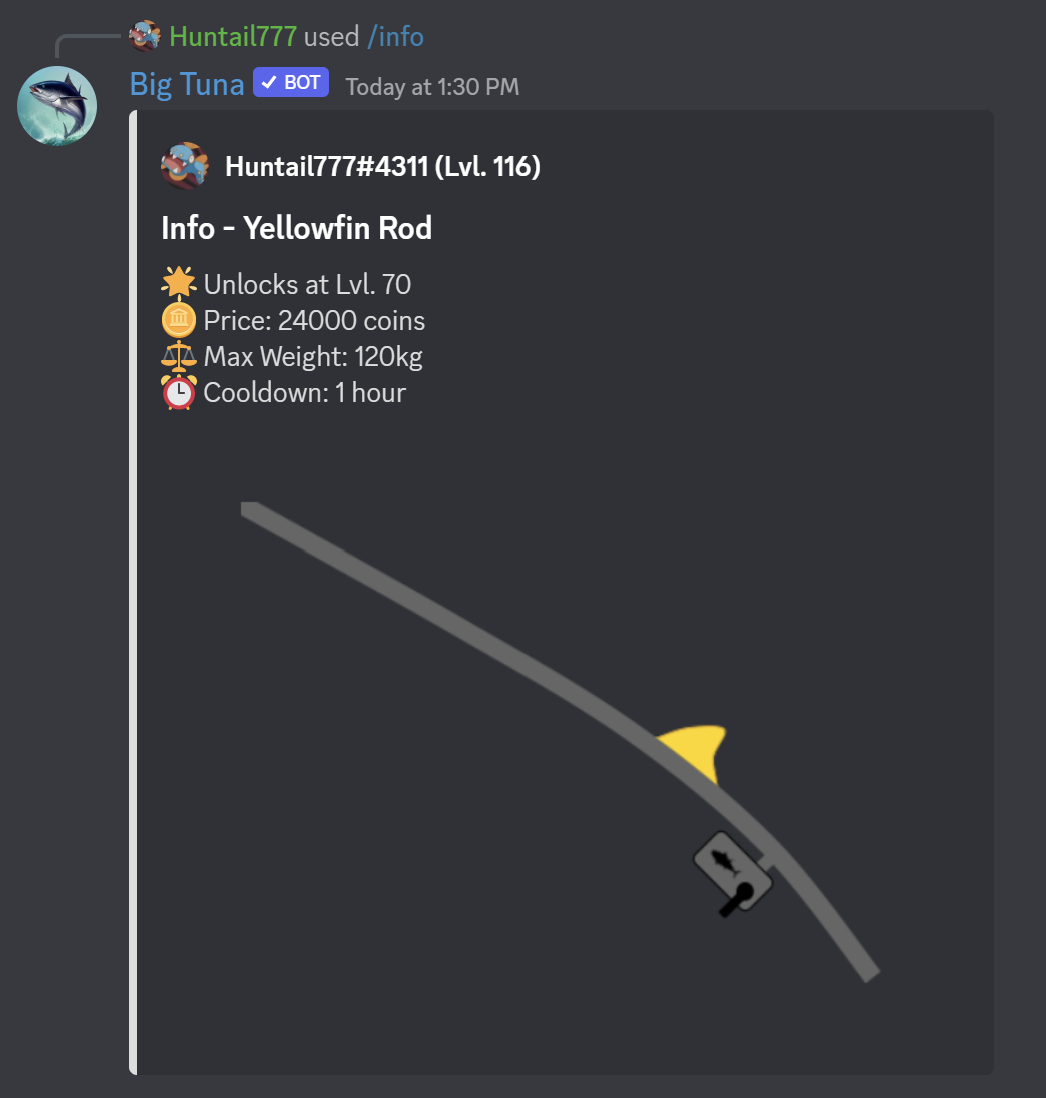 Huntail777 used /info
Big Tuna BOT Today at 1:30 PM
Huntail777#4311 (Lvl. 116)
Info - Yellowfin Rod
Unlocks at Lvl. 70
Price: 24000 coins
Max Weight: 120kg
Cooldown: 1 hour